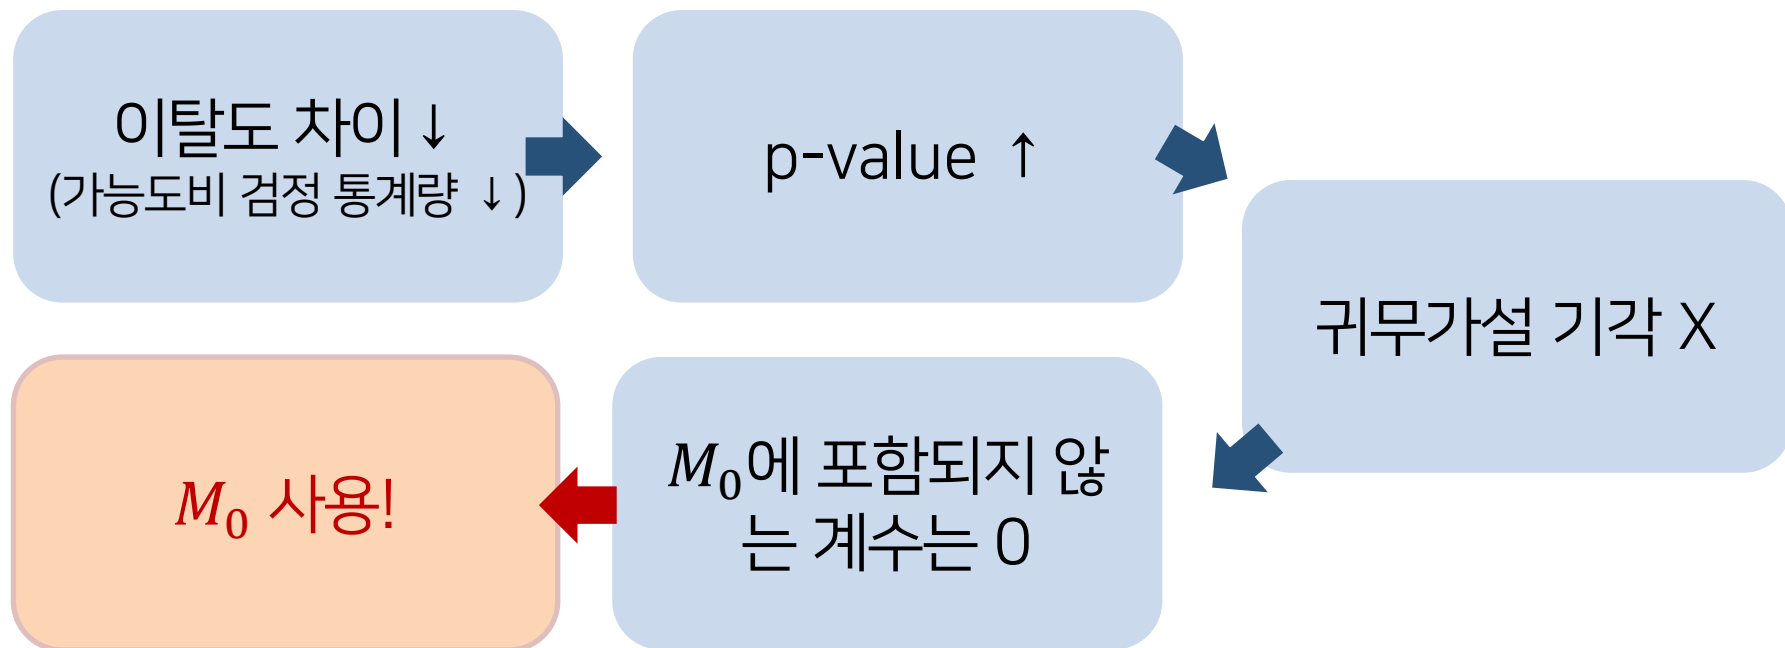 이탈도 차이↓
(가능도비 검정 통계량 ↓)
p-value ↑
귀무가설 기각 X
M₀에 포함되지 않
는 계수는 0
M₀ 사용!